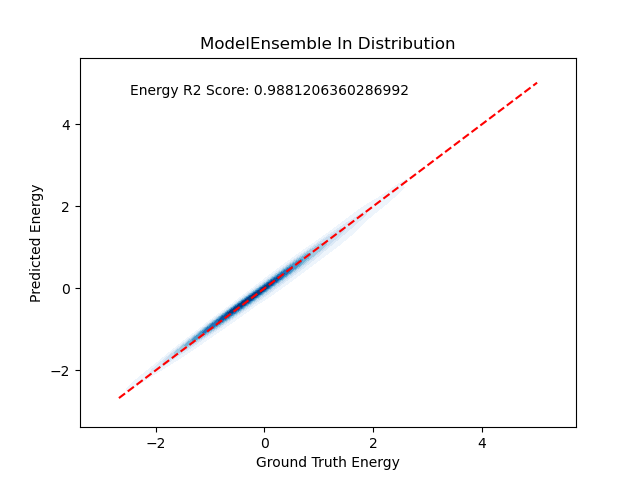 ModelEnsemble In Distribution
Energy R2 Score: 0.9881206360286992
Predicted Energy
4
2
0
−2
−2 0 2 4
Ground Truth Energy